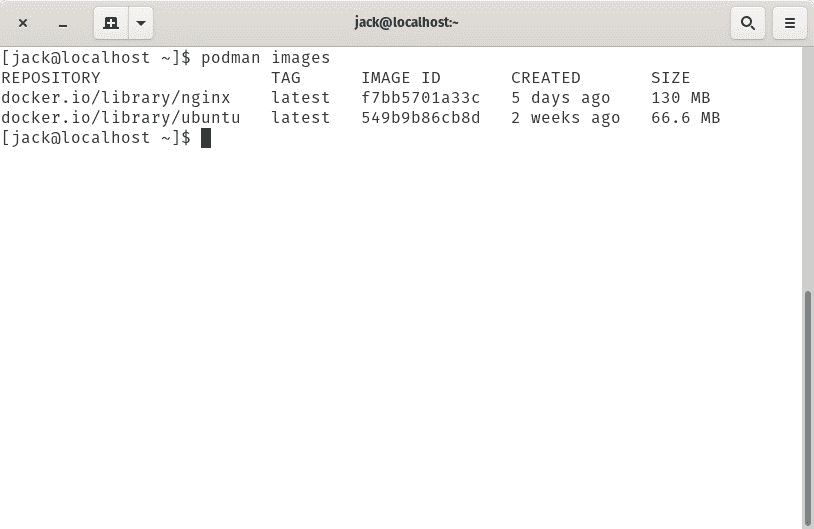 jack@localhost:~
[jack@localhost ~]$ podman images
REPOSITORY                 TAG      IMAGE ID       CREATED       SIZE
docker.io/library/nginx    latest   f7bb5701a33c   5 days ago    130 MB
docker.io/library/ubuntu   latest   549b9b86cb8d   2 weeks ago   66.6 MB
[jack@localhost ~]$